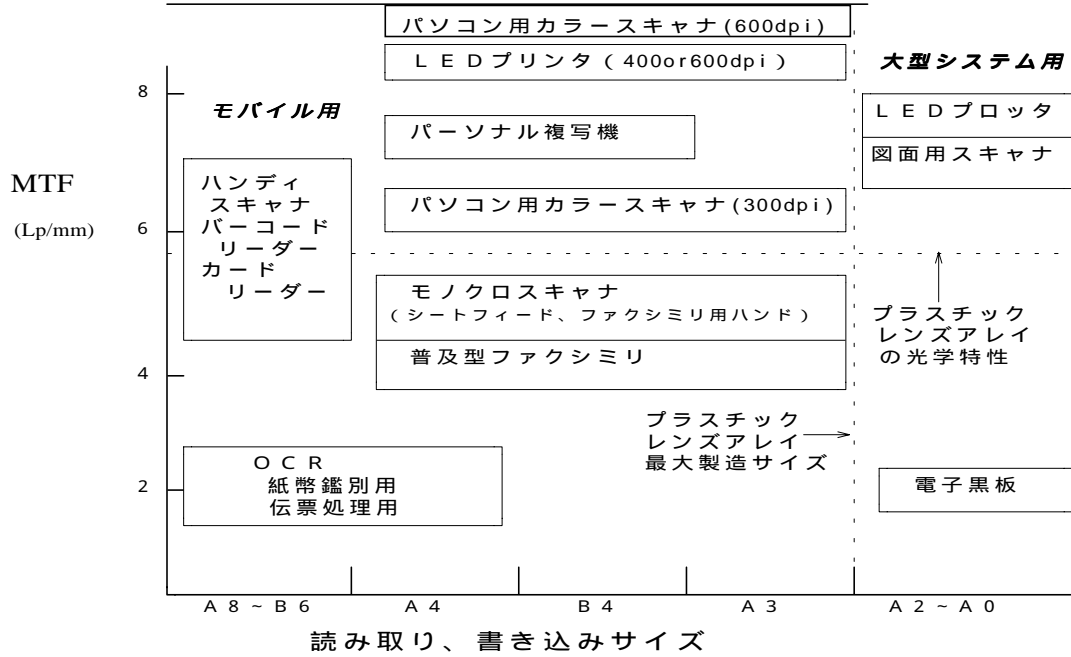 パソコン用カラースキャナ(600dpi)
LEDプリンタ(400or600dpi)
大型システム用
8
モバイル用
LEDプロッタ
パーソナル複写機
図面用スキャナ
MTF
(Lp/mm)
ハンディ
スキャナ
バーコード
リーダー
カード
リーダー
パソコン用カラースキャナ(300dpi)
6
モノクロスキャナ
(シートフィード、ファクシミリ用ハンド)
プラスチック
レンズアレイ
の光学特性
普及型ファクシミリ
4
プラスチック
レンズアレイ
最大製造サイズ
OCR
紙幣鑑別用
伝票処理用
2
電子黒板
A8~B6
A4
B4
A3
A2~A0
読み取り、書き込みサイズ